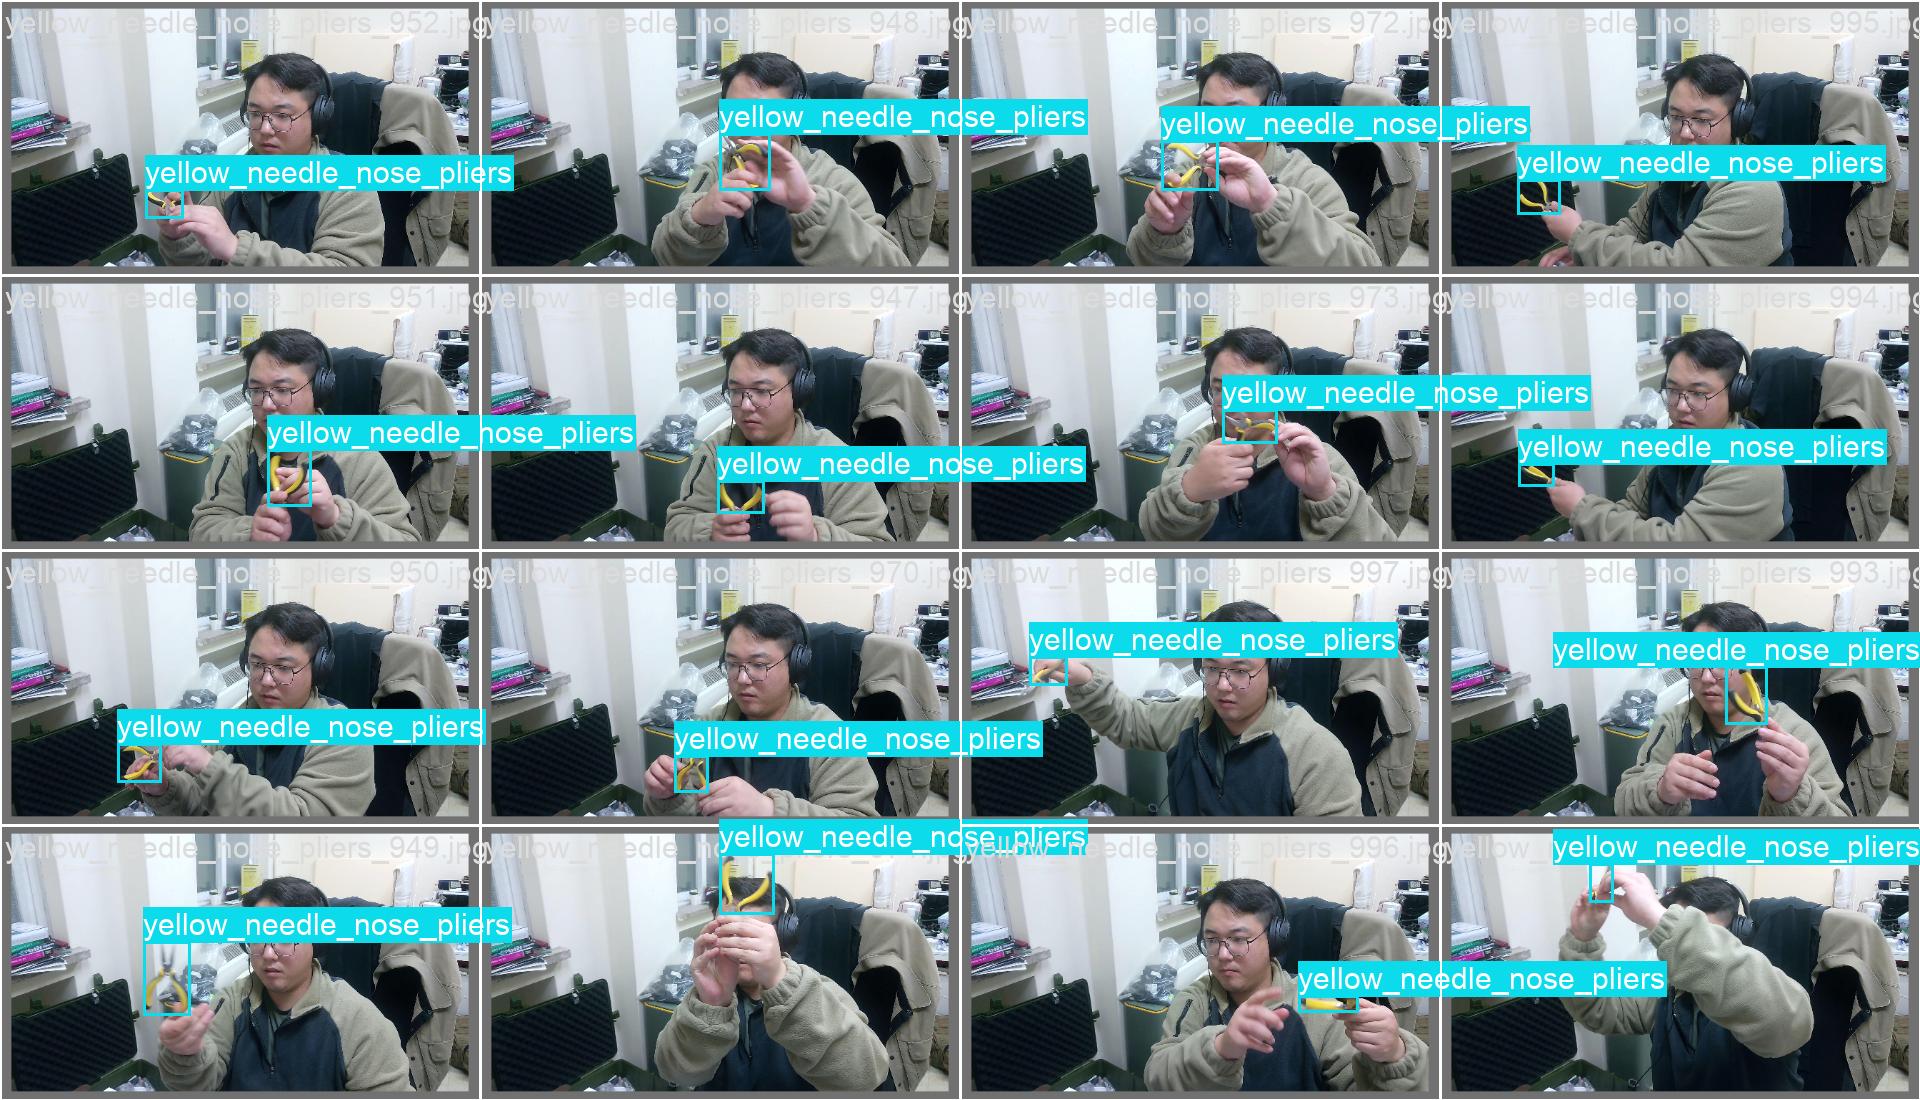 yellow_needle_nose_pliers_952.jpg
yellow_needle_nose_pliers_948.jpg
yellow_needle_nose_pliers_972.jpg
yellow_needle_nose_pliers_995.jpg
yellow_needle_nose_pliers
yellow_needle_nose_pliers
yellow_needle_nose_pliers
yellow_needle_nose_pliers
yellow_needle_nose_pliers_951.jpg
yellow_needle_nose_pliers_947.jpg
yellow_needle_nose_pliers_973.jpg
yellow_needle_nose_pliers_994.jpg
yellow_needle_nose_pliers
yellow_needle_nose_pliers
yellow_needle_nose_pliers
yellow_needle_nose_pliers
yellow_needle_nose_pliers_950.jpg
yellow_needle_nose_pliers_970.jpg
yellow_needle_nose_pliers_997.jpg
yellow_needle_nose_pliers_993.jpg
yellow_needle_nose_pliers
yellow_needle_nose_pliers
yellow_needle_nose_pliers
yellow_needle_nose_pliers
yellow_needle_nose_pliers_949.jpg
yellow_needle_nose_pliers
yellow_needle_nose_pliers
yellow_needle_nose_pliers
996.jpg
yellow_needle_nose_pliers